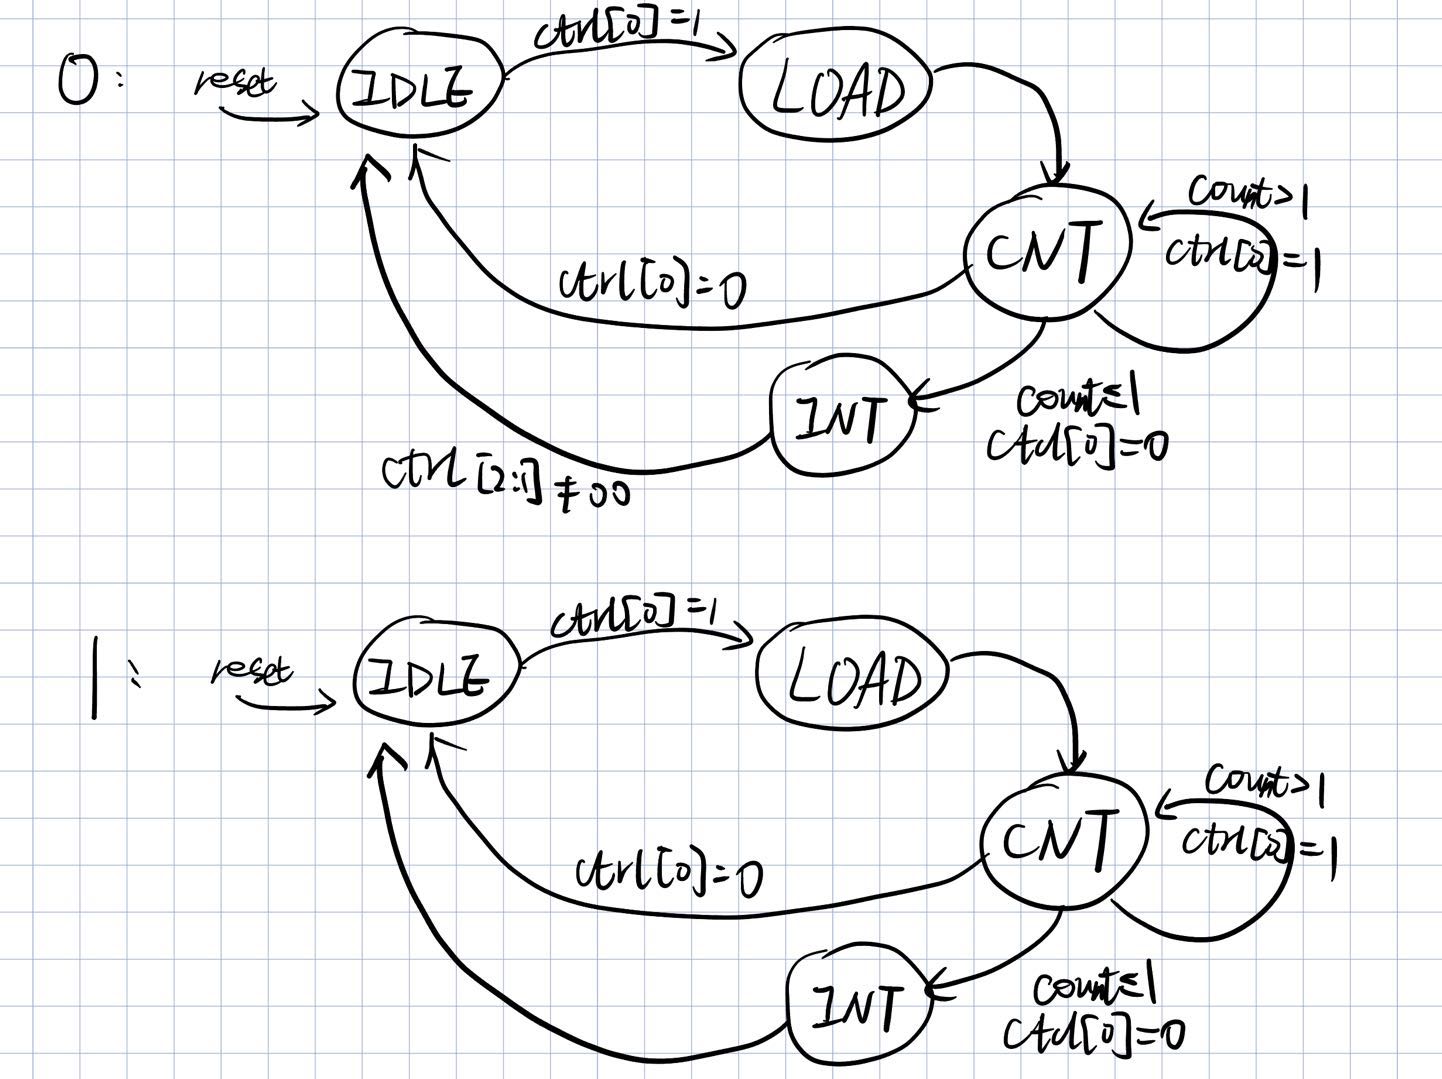 0:
reset
IDLE
ctrl[0]=1
LOAD
CNT
count>1
ctrl[0]=1
ctrl[0]=0
INT
count≤1
ctrl[0]=0
ctrl[2:1]≠00
1:
reset
IDLE
ctrl[0]=1
LOAD
CNT
count>1
ctrl[0]=1
ctrl[0]=0
INT
count≤1
ctrl[0]=0